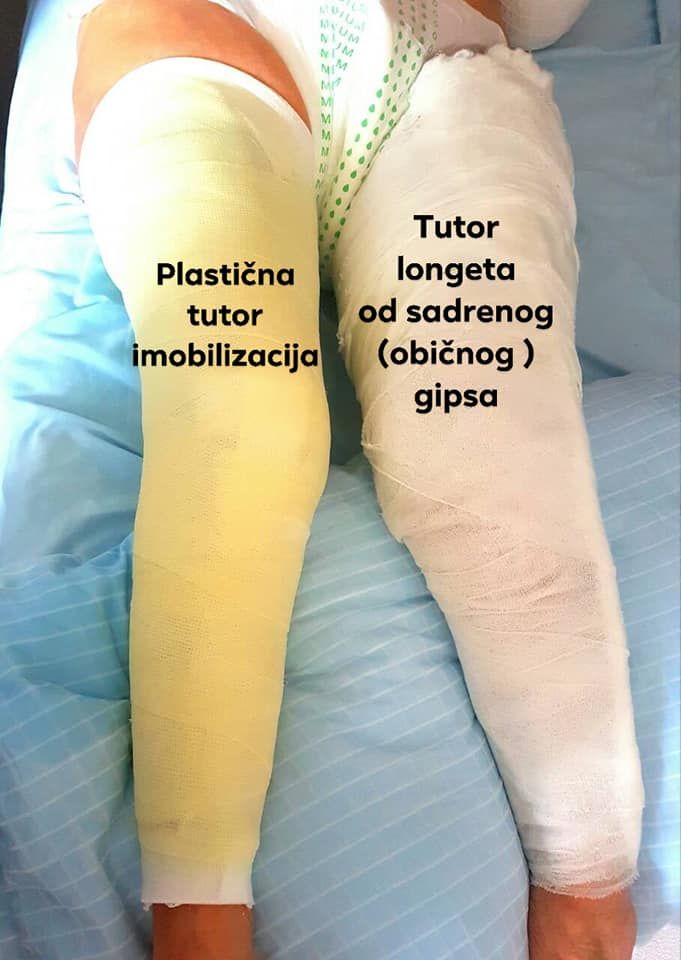 Plastična
tutor
imobilizacija
Tutor
longeta
od sadrenog
(običnog )
gipsa